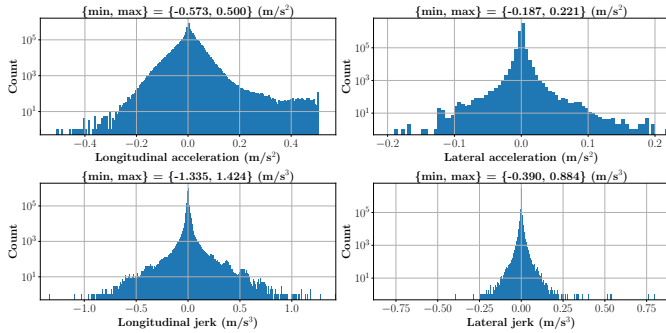 {min, max} = {-0.573, 0.500} (m/s²)
Count
10⁵
10³
10¹
−0.4 −0.2 0.0 0.2 0.4
Longitudinal acceleration (m/s²)
{min, max} = {-0.187, 0.221} (m/s²)
Count
10⁵
10³
10¹
−0.2 −0.1 0.0 0.1 0.2
Lateral acceleration (m/s²)
{min, max} = {-1.335, 1.424} (m/s³)
Count
10⁵
10³
10¹
−1.0 −0.5 0.0 0.5 1.0
Longitudinal jerk (m/s³)
{min, max} = {-0.390, 0.884} (m/s³)
Count
10⁵
10³
10¹
−0.75 −0.50 −0.25 0.00 0.25 0.50 0.75
Lateral jerk (m/s³)